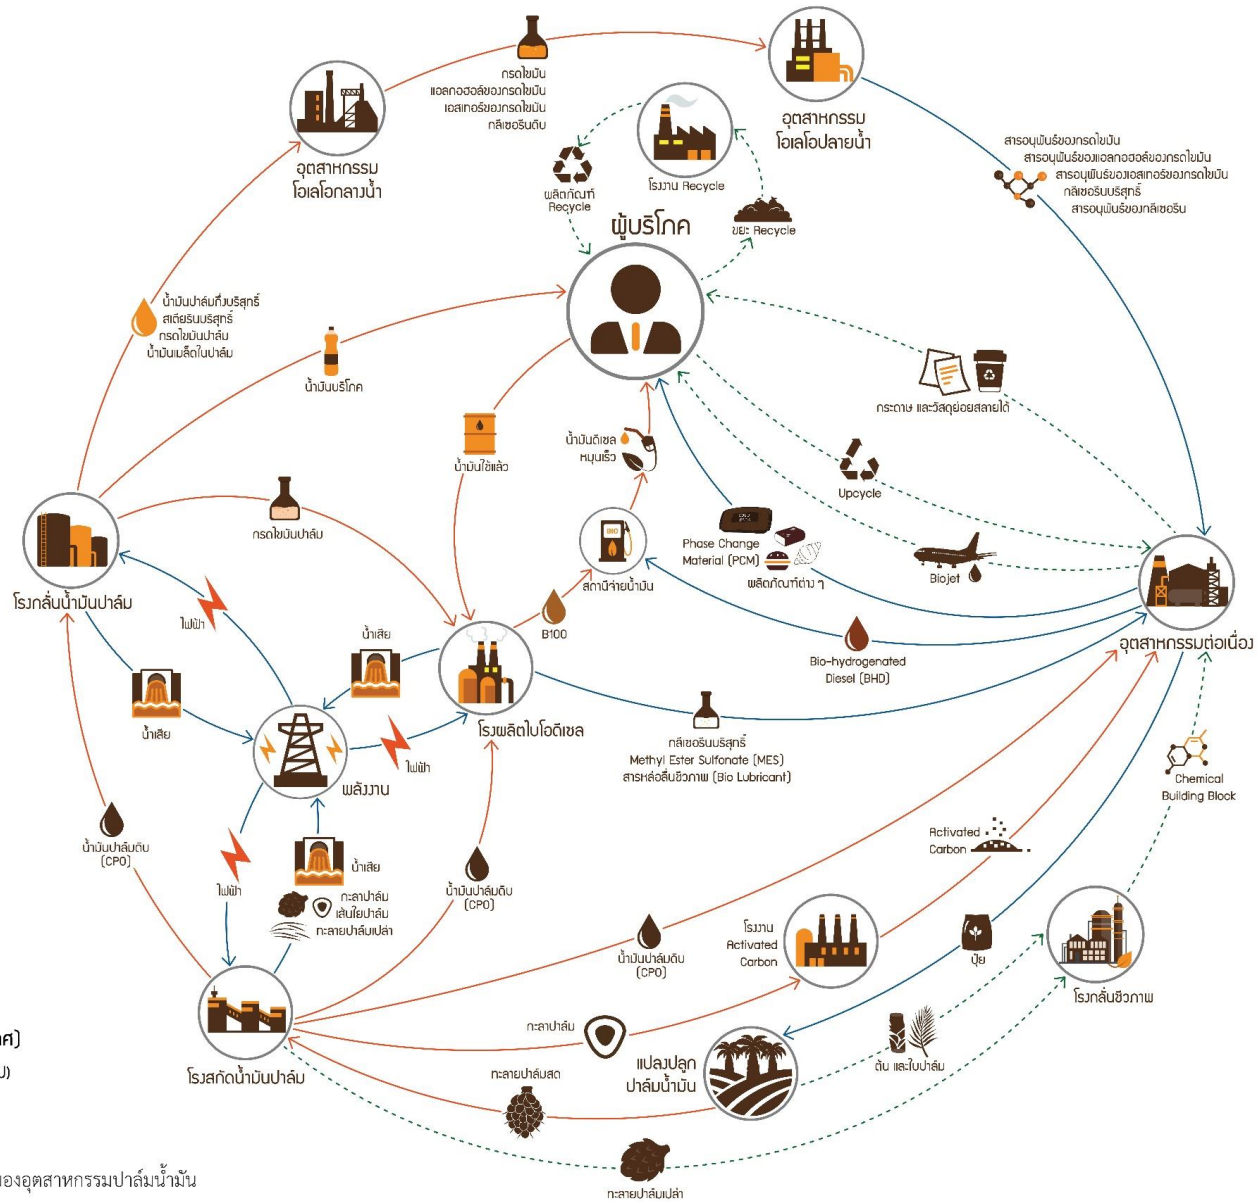 กรดไขมัน
แอลกอฮอล์ของกรดไขมัน
เอสเทอร์ของกรดไขมัน
กลีเซอรีนดิบ
อุตสาหกรรม
โอเลโอกลางน้ำ
อุตสาหกรรม
โอเลโอปลายน้ำ
สารอนุพันธ์ของกรดไขมัน
สารอนุพันธ์ของแอลกอฮอล์ของกรดไขมัน
สารอนุพันธ์ของเอสเทอร์ของกรดไขมัน
กลีเซอรีนบริสุทธิ์
สารอนุพันธ์ของกลีเซอรีน
โรงงาน Recycle
ผลิตภัณฑ์
Recycle
ขยะ Recycle
ผู้บริโภค
น้ำมันปาล์มกึ่งบริสุทธิ์
สเตียรีนบริสุทธิ์
กรดไขมันปาล์ม
น้ำมันเมล็ดในปาล์ม
น้ำมันบริโภค
กระดาษ และวัสดุย่อยสลายได้
น้ำมันใช้แล้ว
น้ำมันดีเซล
หมุนเร็ว
Upcycle
กรดไขมันปาล์ม
Phase Change
Material (PCM)
ผลิตภัณฑ์ต่าง ๆ
Biojet
BIO
สถานีจ่ายน้ำมัน
โรงกลั่นน้ำมันปาล์ม
ไฟฟ้า
น้ำเสีย
B100
อุตสาหกรรมต่อเนื่อง
Bio-hydrogenated
Diesel (BHD)
น้ำเสีย
โรงผลิตไบโอดีเซล
กลีเซอรีนบริสุทธิ์
Methyl Ester Sulfonate (MES)
สารหล่อลื่นชีวภาพ (Bio Lubricant)
ไฟฟ้า
พลังงาน
Chemical
Building Block
น้ำมันปาล์มดิบ
(CPO)
ไฟฟ้า
น้ำเสีย
กะลาปาล์ม
เส้นใยปาล์ม
ทะลายปาล์มเปล่า
น้ำมันปาล์มดิบ
(CPO)
Activated
Carbon
น้ำมันปาล์มดิบ
(CPO)
โรงงาน
Activated
Carbon
ปุ๋ย
โรงกลั่นชีวภาพ
กะลาปาล์ม
โรงสกัดน้ำมันปาล์ม
ทะลายปาล์มสด
แปลงปลูก
ปาล์มน้ำมัน
ต้น และใบปาล์ม
ทะลายปาล์มเปล่า
ของอุตสาหกรรมปาล์มน้ำมัน